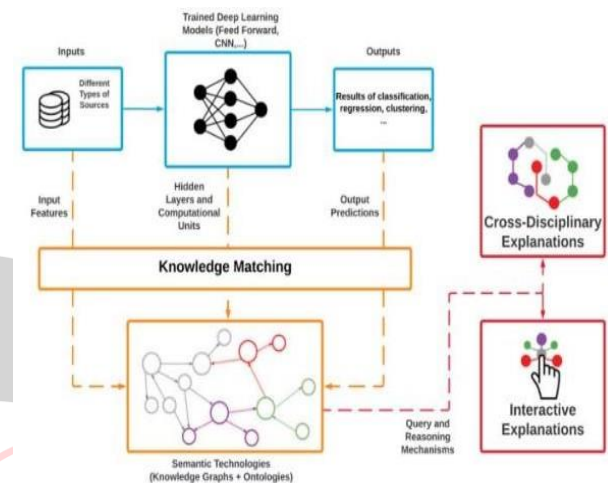 Trained Deep Learning
Models (Feed Forward,
CNN,...)
Inputs
Outputs
Different
Types of
Sources
Results of classification,
regression, clustering,
...
Input
Features
Hidden
Layers and
Computational
Units
Output
Predictions
Knowledge Matching
Cross-Disciplinary
Explanations
Interactive
Explanations
Query and
Reasoning
Mechanisms
Semantic Technologies
(Knowledge Graphs + Ontologies)